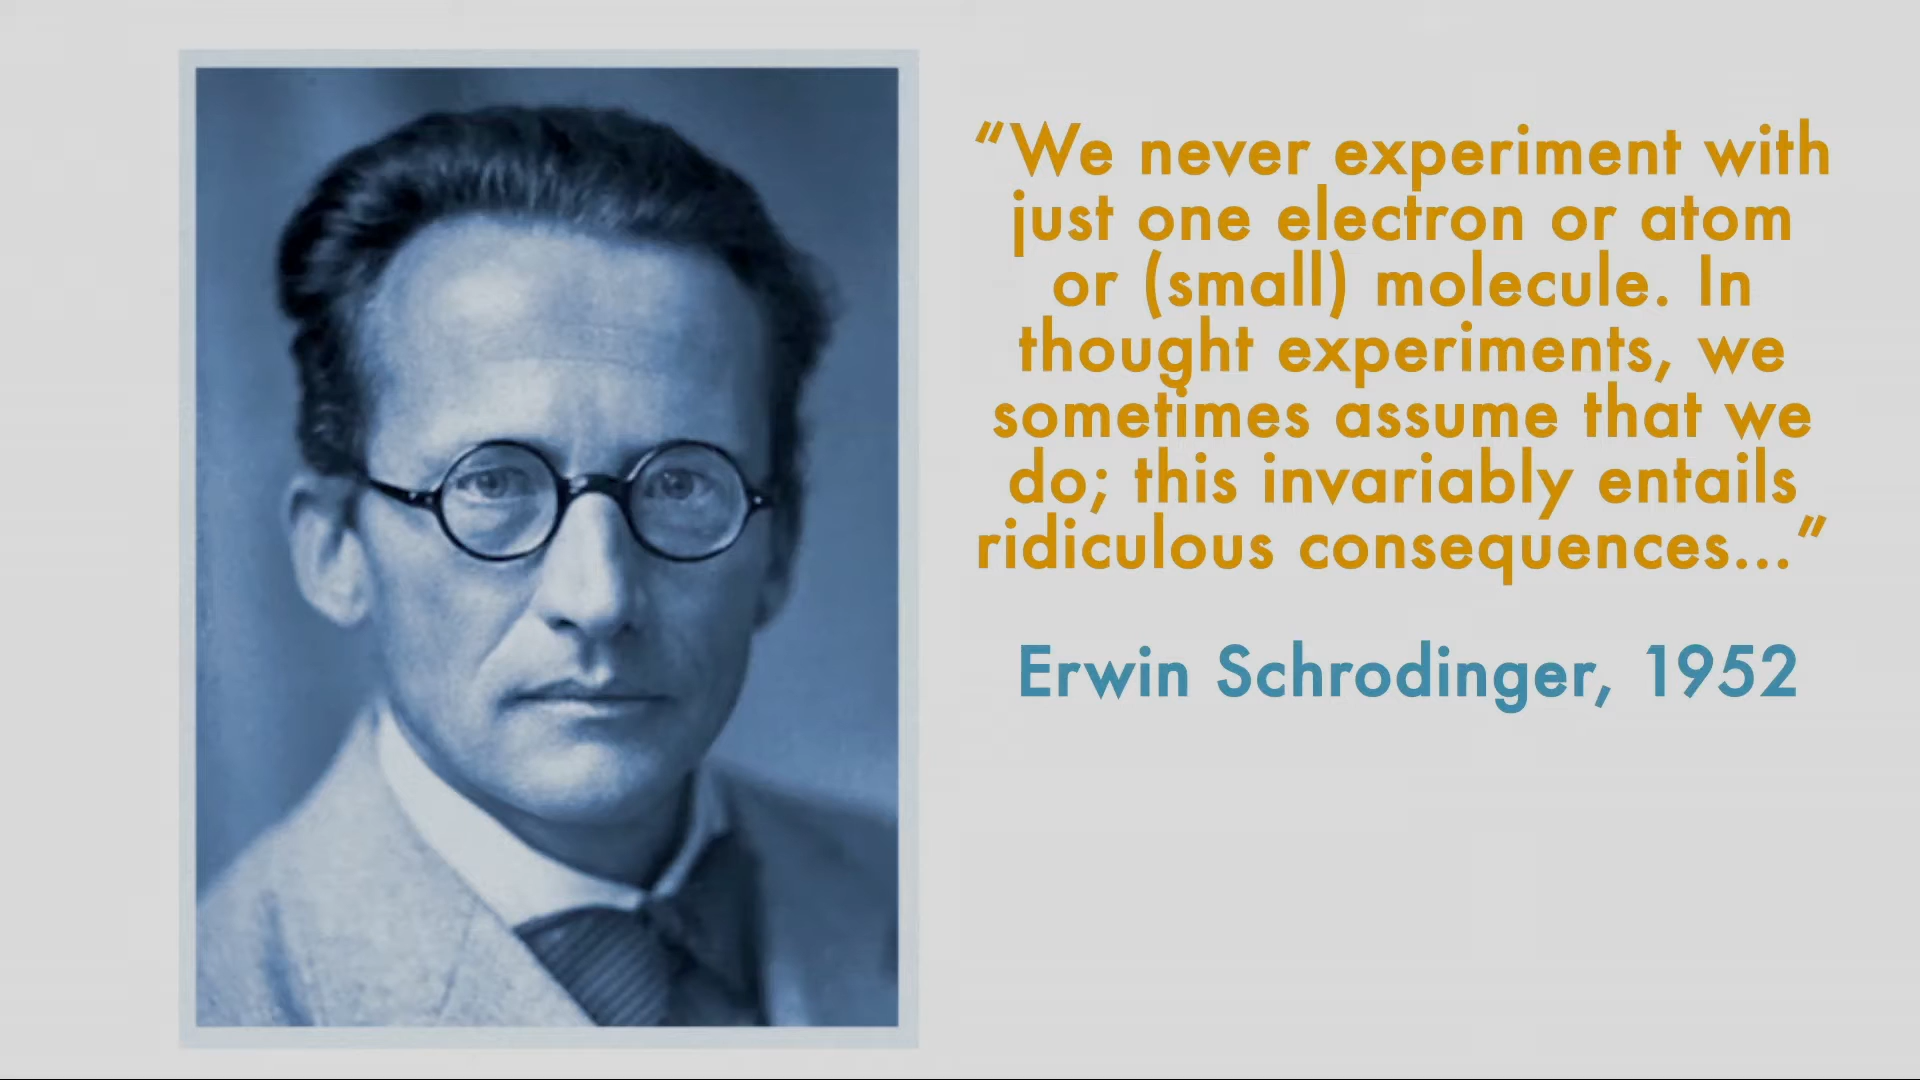 “We never experiment with
just one electron or atom
or (small) molecule. In
thought experiments, we
sometimes assume that we
do; this invariably entails
ridiculous consequences...”
Erwin Schrodinger, 1952